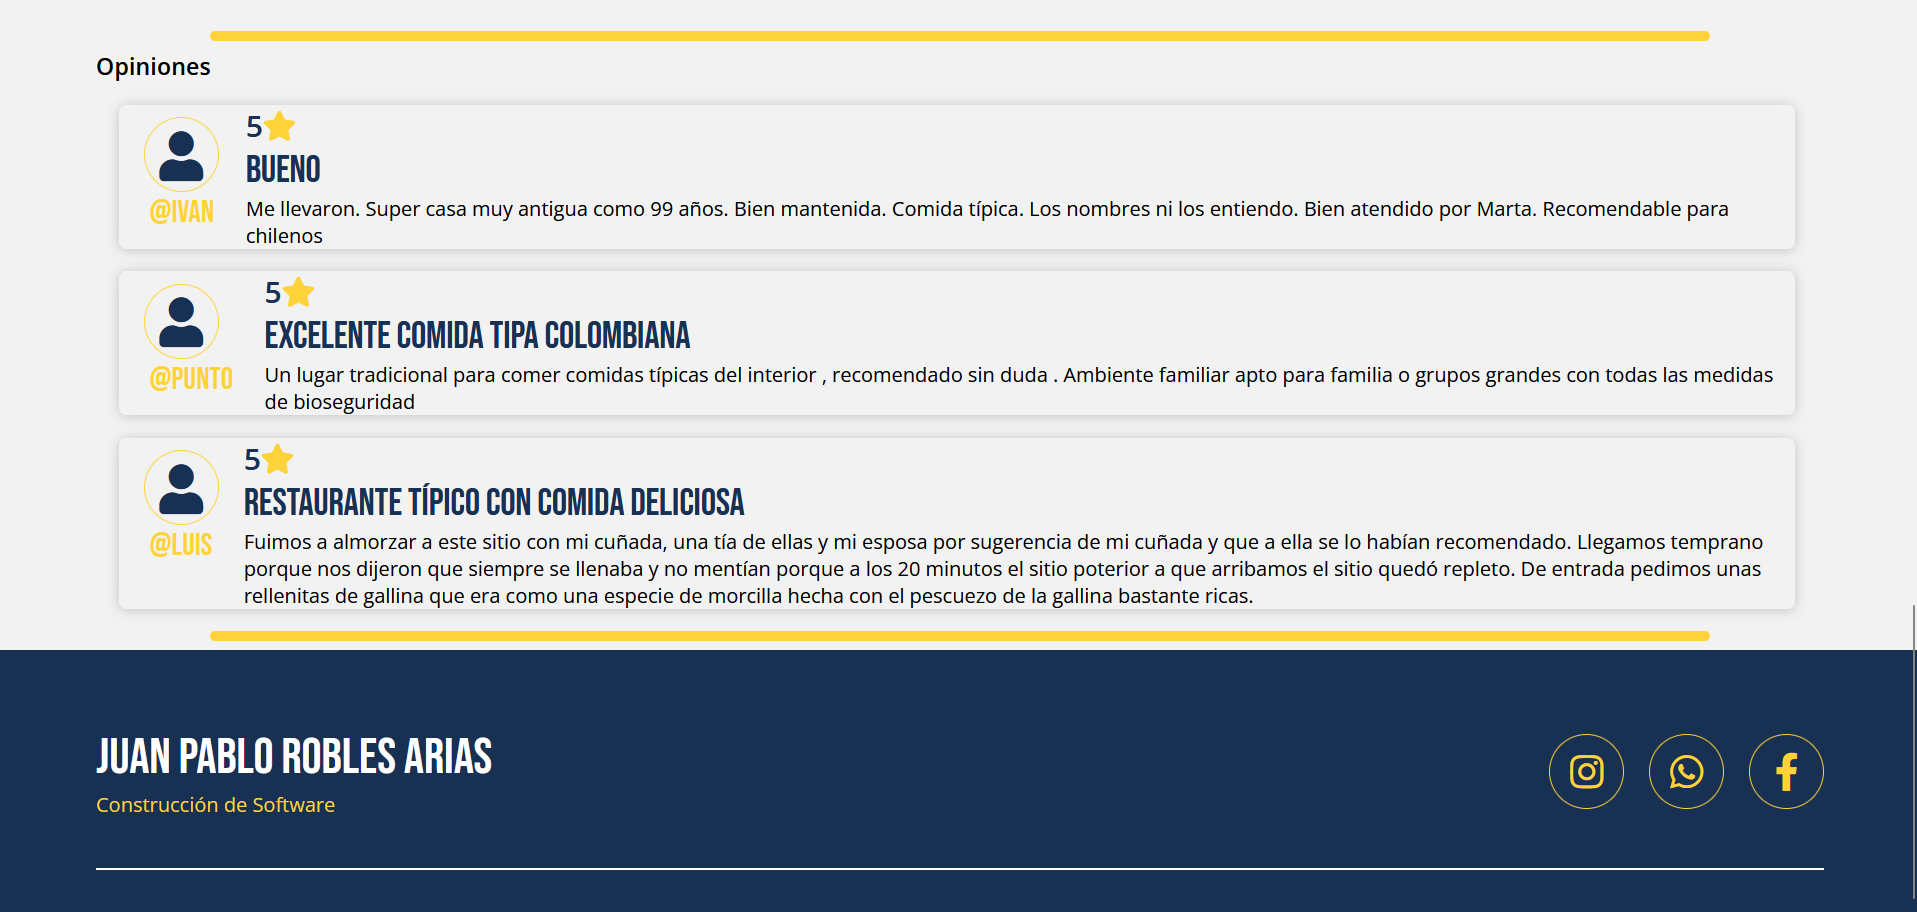 Opiniones
5
BUENO
@IVAN
Me llevaron. Super casa muy antigua como 99 años. Bien mantenida. Comida típica. Los nombres ni los entiendo. Bien atendido por Marta. Recomendable para
chilenos
5
EXCELENTE COMIDA TIPA COLOMBIANA
@PUNTO
Un lugar tradicional para comer comidas típicas del interior , recomendado sin duda . Ambiente familiar apto para familia o grupos grandes con todas las medidas
de bioseguridad
5
RESTAURANTE TÍPICO CON COMIDA DELICIOSA
@LUIS
Fuimos a almorzar a este sitio con mi cuñada, una tía de ellas y mi esposa por sugerencia de mi cuñada y que a ella se lo habían recomendado. Llegamos temprano
porque nos dijeron que siempre se llenaba y no mentían porque a los 20 minutos el sitio poterior a que arribamos el sitio quedó repleto. De entrada pedimos unas
rellenitas de gallina que era como una especie de morcilla hecha con el pescuezo de la gallina bastante ricas.
JUAN PABLO ROBLES ARIAS
Construcción de Software